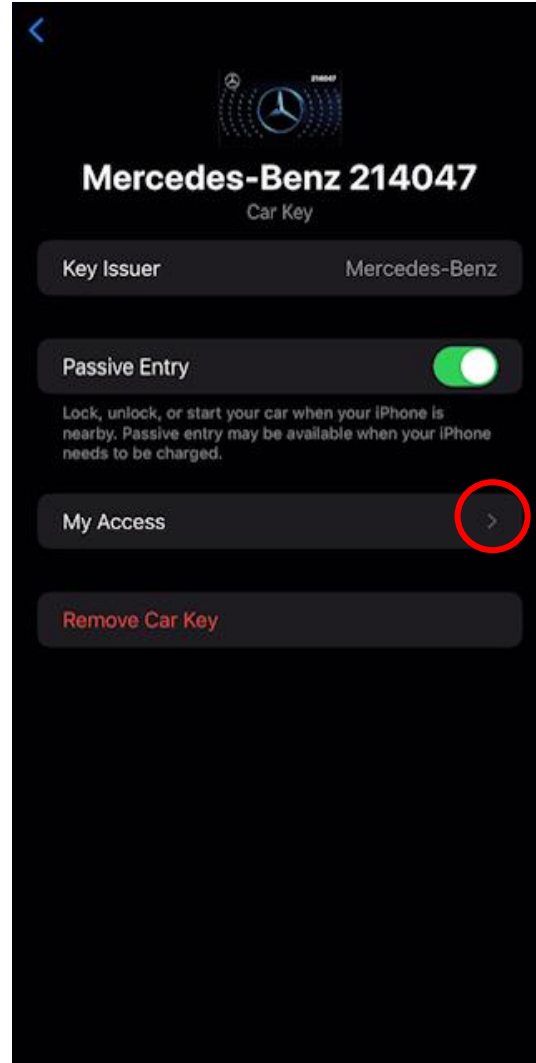 214047
Mercedes-Benz 214047
Car Key
Key Issuer Mercedes-Benz
Passive Entry
Lock, unlock, or start your car when your iPhone is
nearby. Passive entry may be available when your iPhone
needs to be charged.
My Access
Remove Car Key